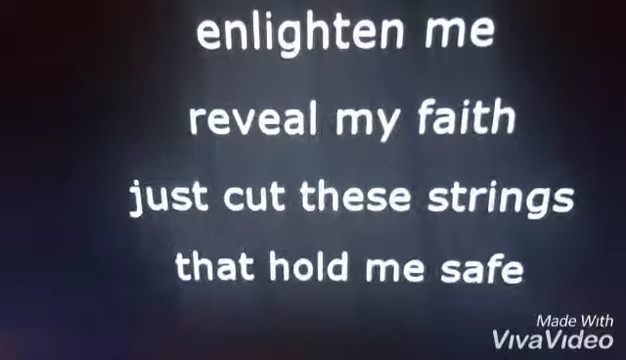 enlighten me
reveal my faith
just cut these strings
that hold me safe
Made With
VivaVideo